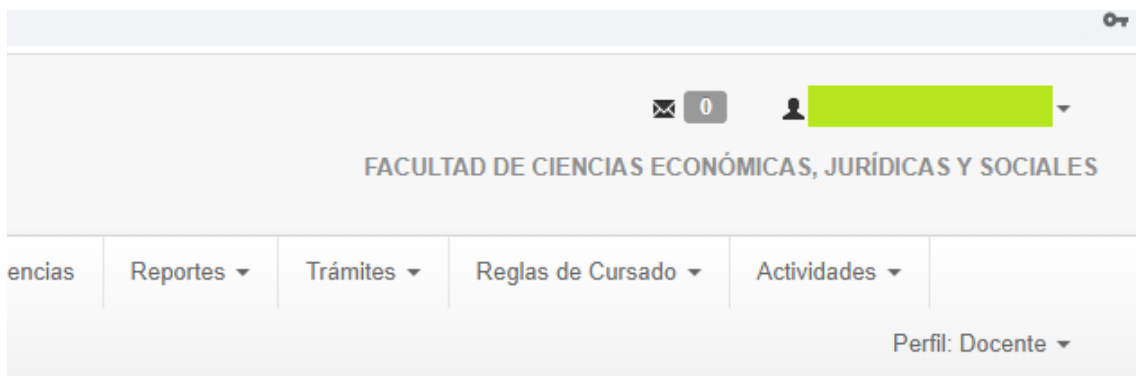 0
FACULTAD DE CIENCIAS ECONÓMICAS, JURÍDICAS Y SOCIALES
encias Reportes Trámites Reglas de Cursado Actividades
Perfil: Docente